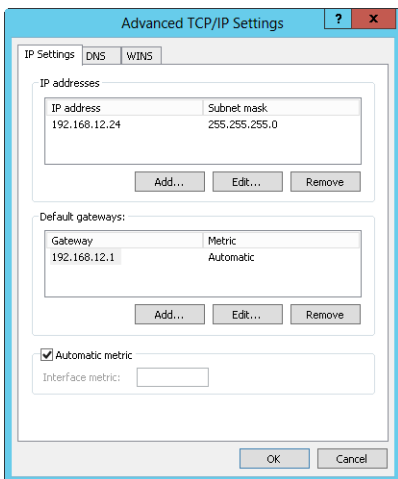 Advanced TCP/IP Settings ? x
IP Settings DNS WINS
IP addresses
IP address Subnet mask
192.168.12.24 255.255.255.0
Add... Edit... Remove
Default gateways:
Gateway Metric
192.168.12.1 Automatic
Add... Edit... Remove
Automatic metric
Interface metric:
OK Cancel